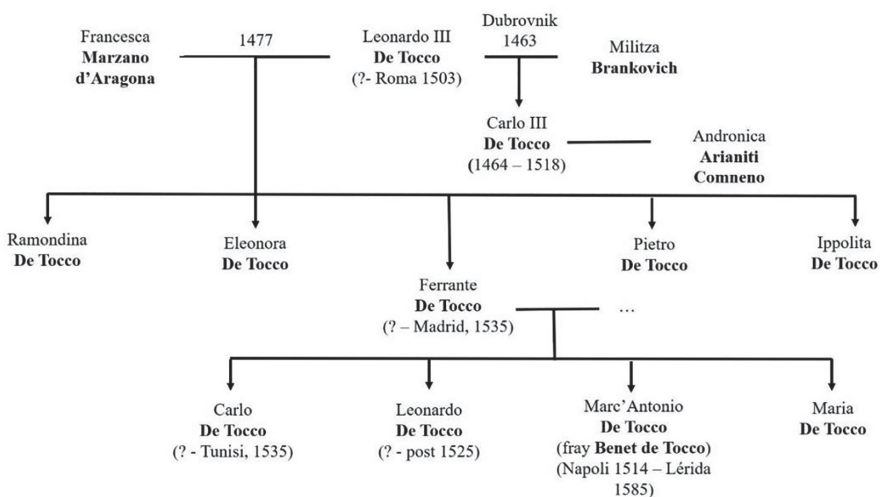 Francesca
Marzano
d'Aragona
1477
Leonardo III
De Tocco
(?- Roma 1503)
Dubrovnik
1463
Militza
Brankovich
Carlo III
De Tocco
(1464 – 1518)
Andronica
Arianiti
Comneno
Ramondina
De Tocco
Eleonora
De Tocco
Pietro
De Tocco
Ippolita
De Tocco
Ferrante
De Tocco
(? – Madrid, 1535)
...
Carlo
De Tocco
(? - Tunisi, 1535)
Leonardo
De Tocco
(? - post 1525)
Marc'Antonio
De Tocco
(fray Benet de Tocco)
(Napoli 1514 – Lérida
1585)
Maria
De Tocco